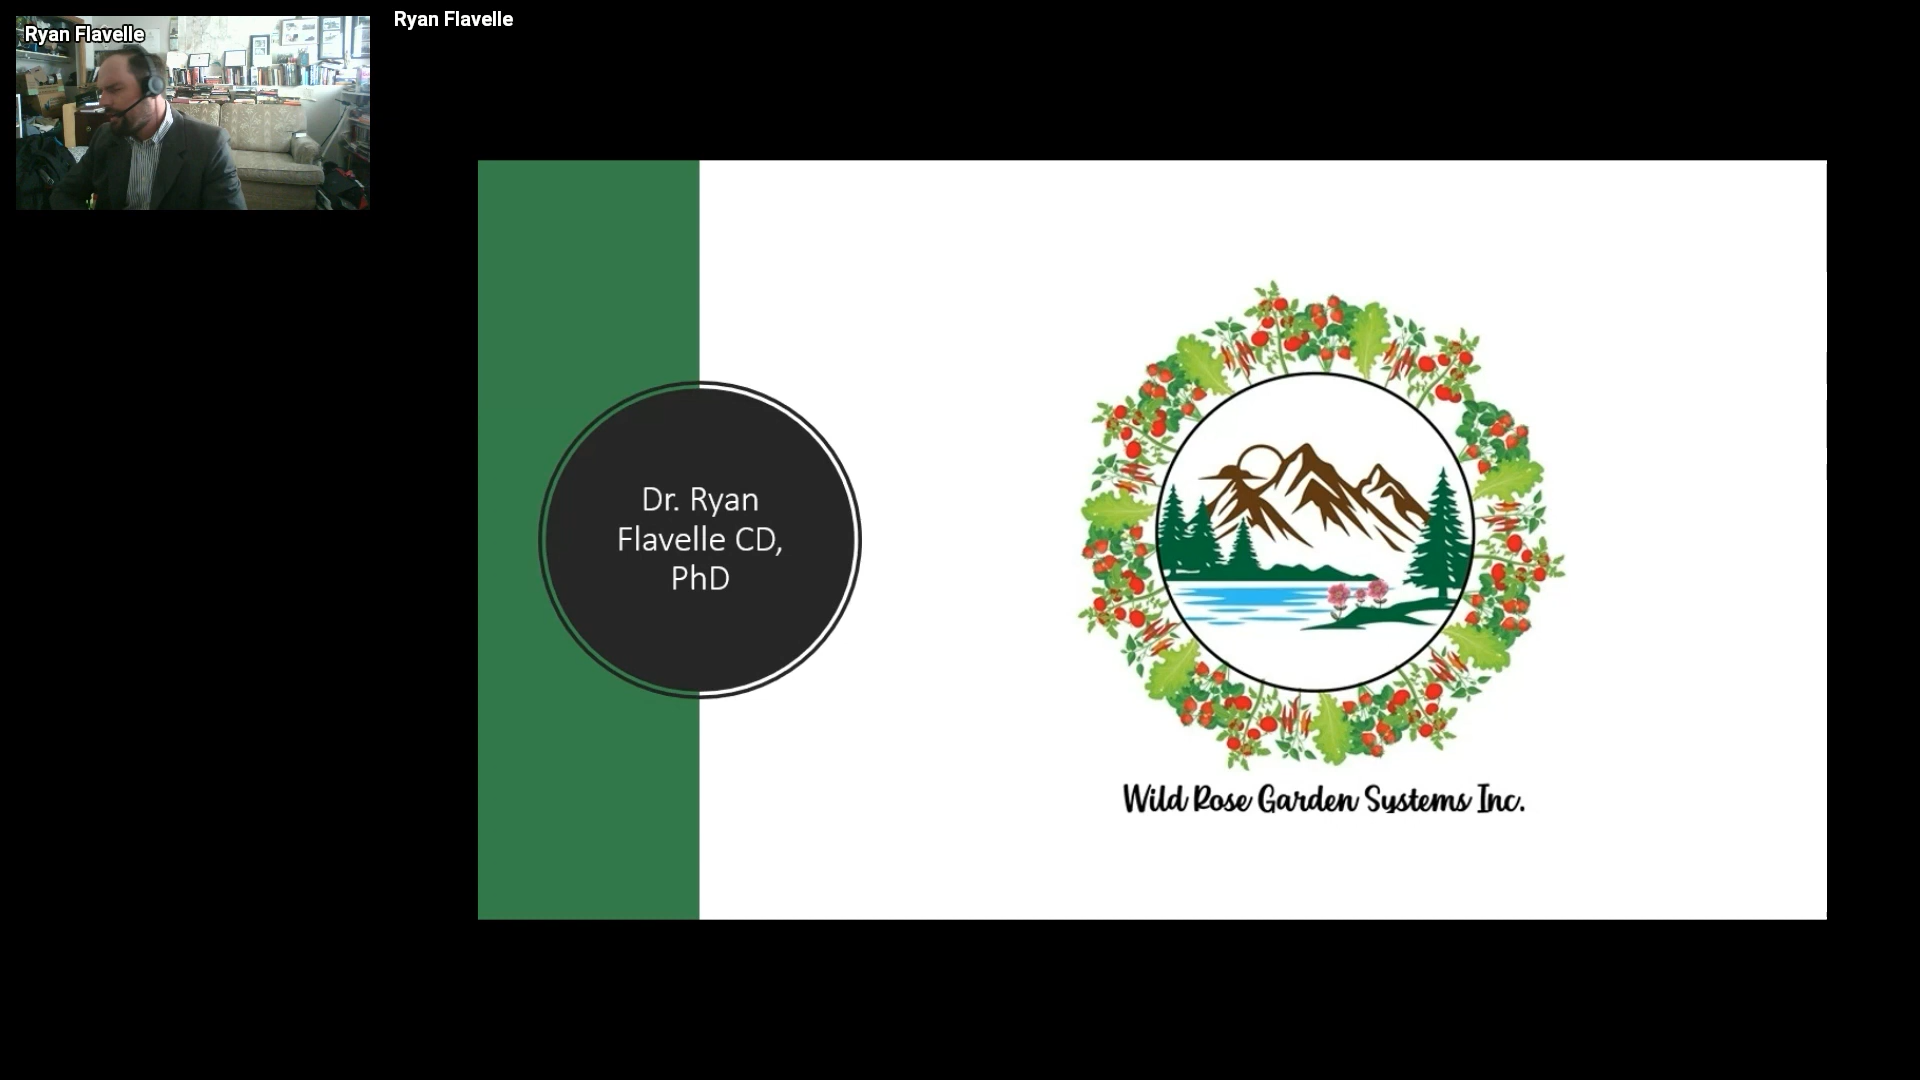 Ryan Flavelle
Ryan Flavelle
Dr. Ryan
Flavelle CD,
PhD
Wild Rose Garden Systems Inc.